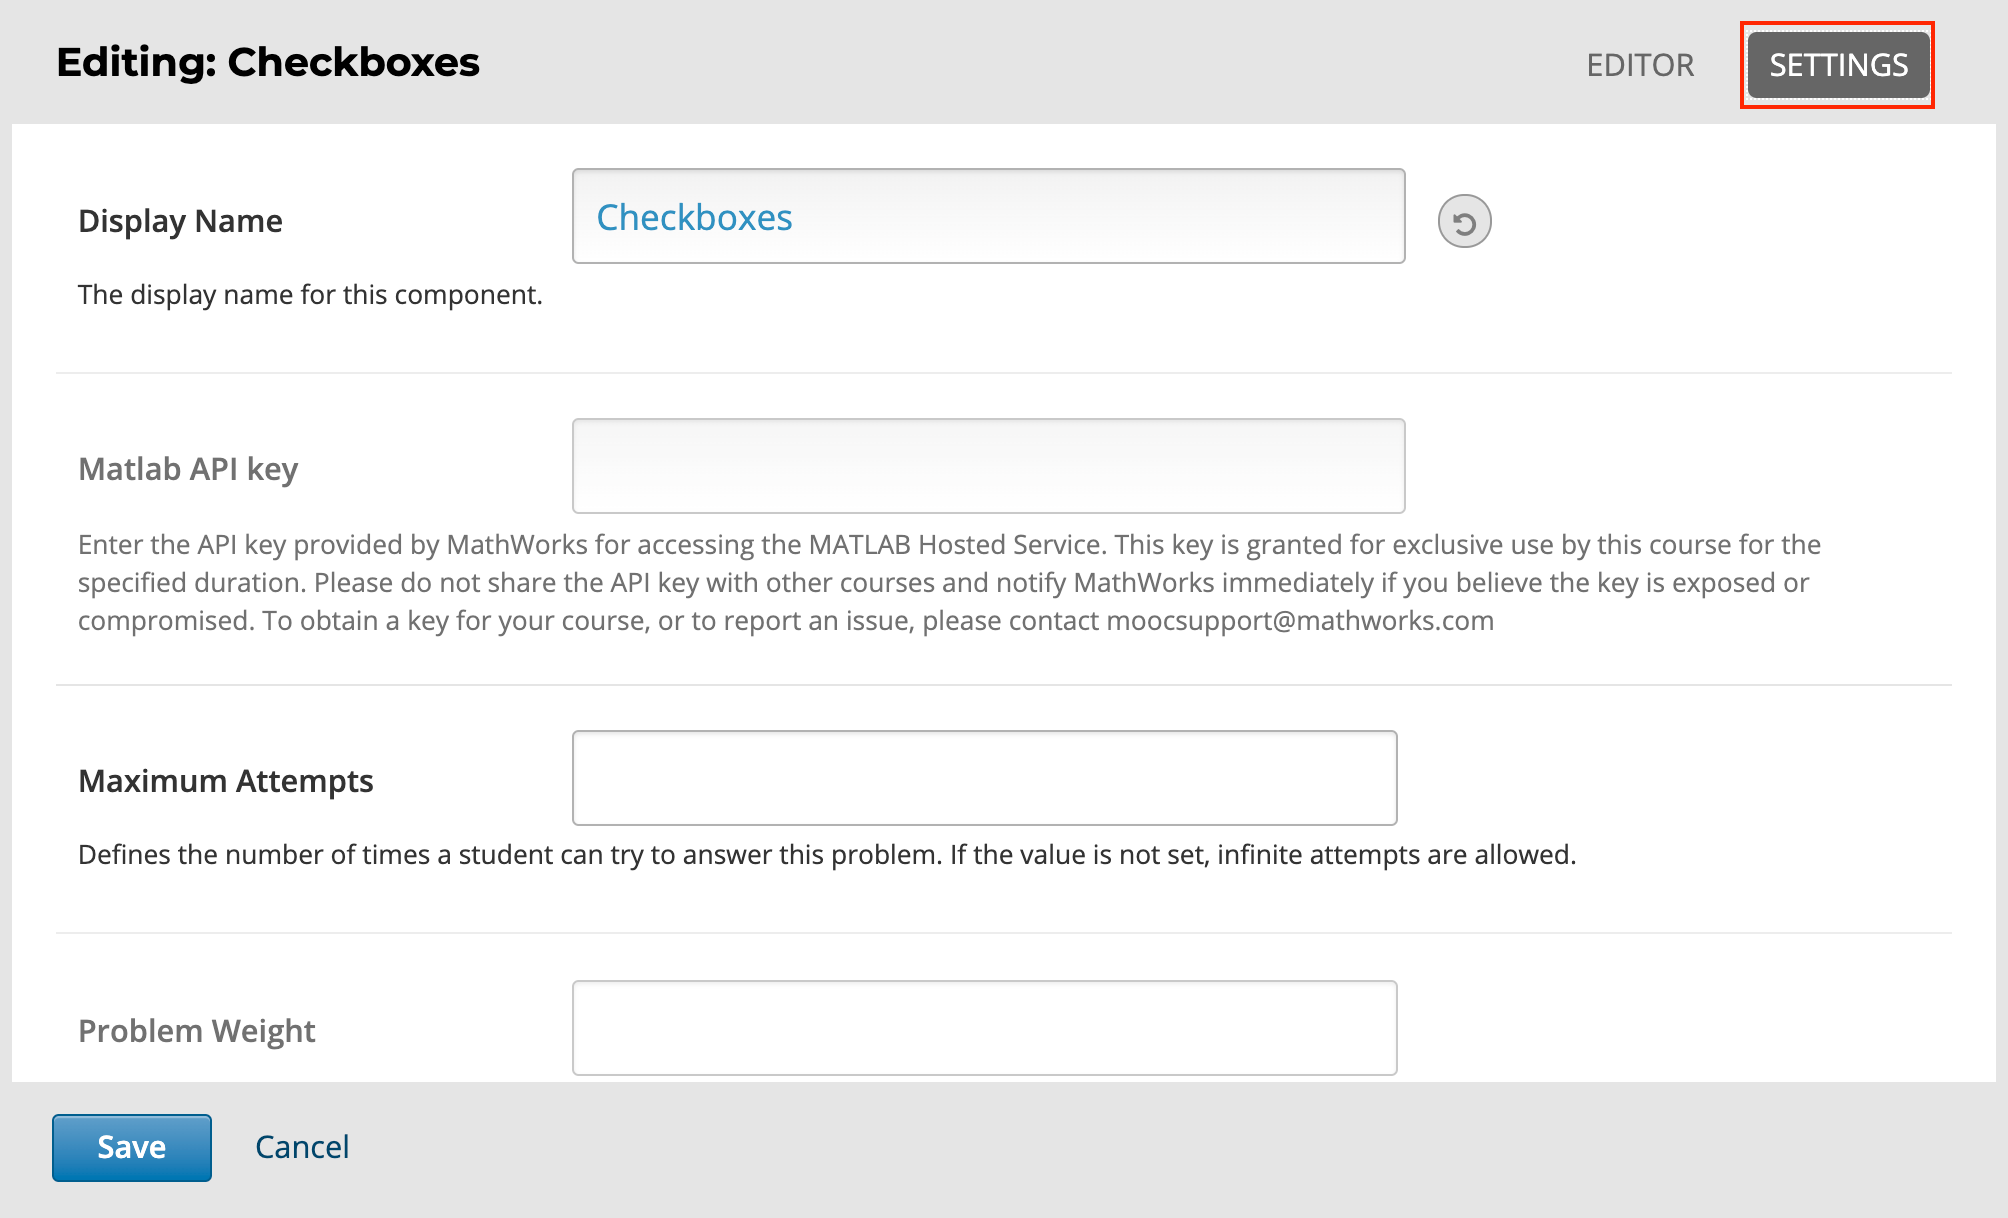 Editing: Checkboxes
EDITOR
SETTINGS
Display Name
Checkboxes
The display name for this component.
Matlab API key
Enter the API key provided by MathWorks for accessing the MATLAB Hosted Service. This key is granted for exclusive use by this course for the
specified duration. Please do not share the API key with other courses and notify MathWorks immediately if you believe the key is exposed or
compromised. To obtain a key for your course, or to report an issue, please contact moocsupport@mathworks.com
Maximum Attempts
Defines the number of times a student can try to answer this problem. If the value is not set, infinite attempts are allowed.
Problem Weight
Save
Cancel